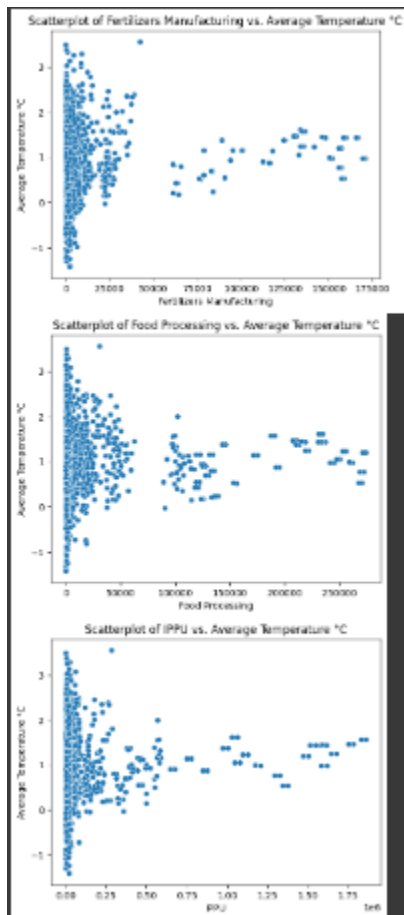 Scatterplot of Fertilizers Manufacturing vs. Average Temperature °C
Average Temperature °C
3
2
1
0
−1
0 25000 50000 75000 100000 125000 150000 175000
Fertilizers Manufacturing
Scatterplot of Food Processing vs. Average Temperature °C
Average Temperature °C
3
2
1
0
−1
0 50000 100000 150000 200000 250000
Food Processing
Scatterplot of IPPU vs. Average Temperature °C
Average Temperature °C
3
2
1
0
−1
0.00 0.25 0.50 0.75 1.00 1.25 1.50 1.75
IPPU 1e6